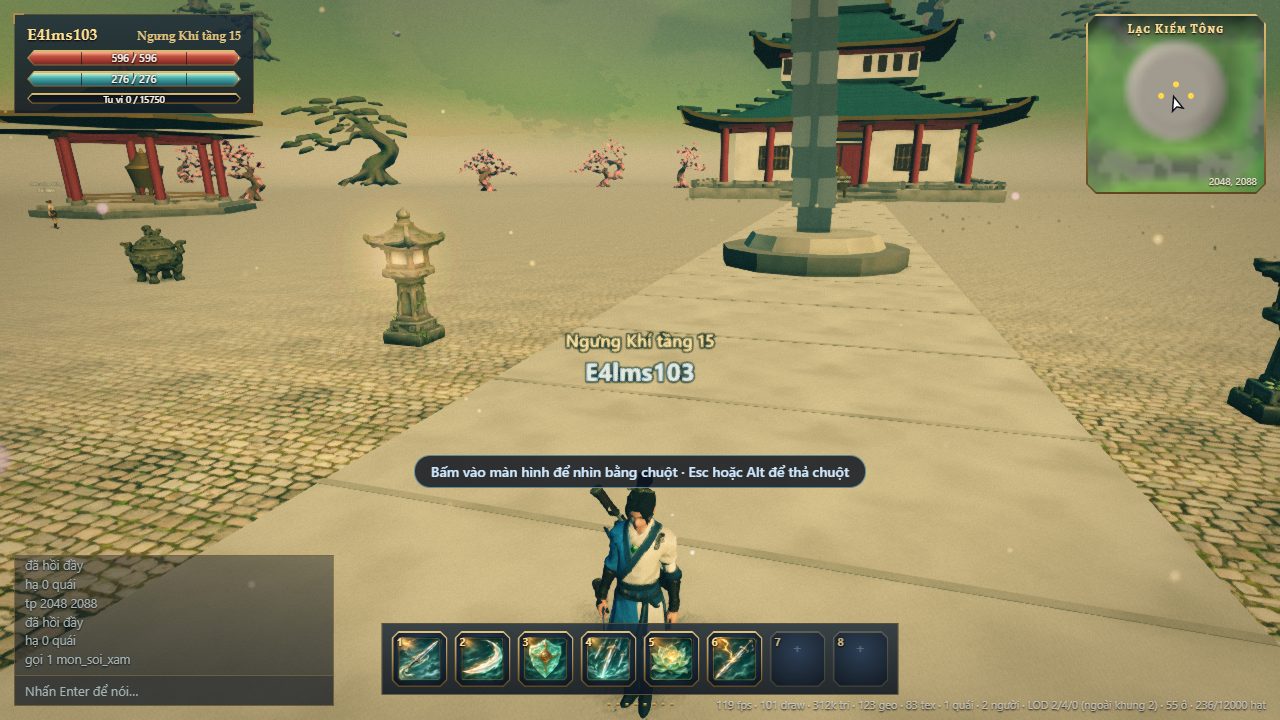 E4lms103
Ngưng Khí tầng 15
596 / 596
276 / 276
Tu vi 0 / 15750
Lạc Kiếm Tông
2048, 2088
Ngưng Khí tầng 15
E4lms103
Bấm vào màn hình để nhìn bằng chuột · Esc hoặc Alt để thả chuột
đã hồi đầy
hạ 0 quái
tp 2048 2088
đã hồi đầy
hạ 0 quái
gọi 1 mon_soi_xam
Nhấn Enter để nói...
1 2 3 4 5 6 7 8
119 fps · 101 draw · 312k tri · 123 geo · 83 tex · 1 quái · 2 người · LOD 2/4/0 (ngoài khung 2) · 55 ô · 236/12000 hạt